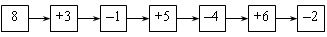 8 +3 –1 +5 –4 +6 –2